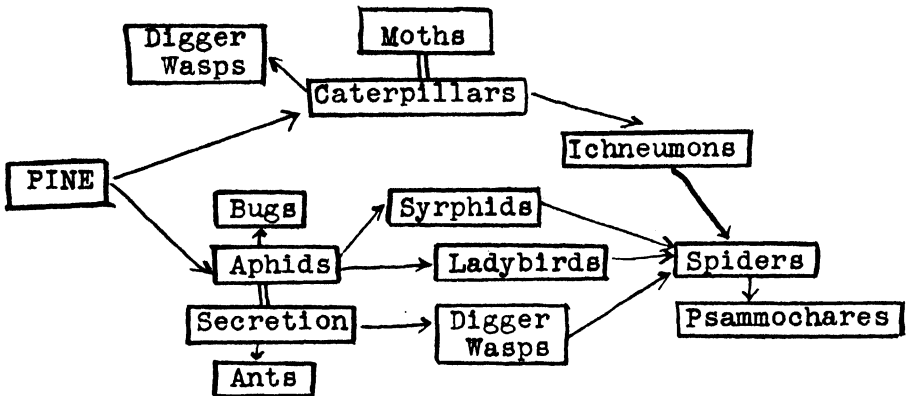 Digger
Wasps
Moths
Caterpillars
Ichneumons
PINE
Bugs
Syrphids
Aphids
Ladybirds
Spiders
Secretion
Digger
Wasps
Psammochares
Ants